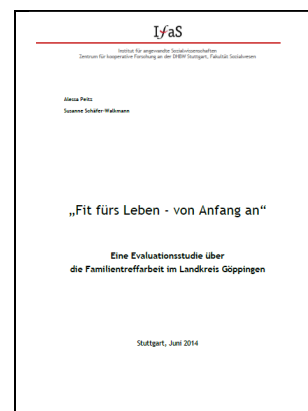 IfaS
Institut für angewandte Sozialwissenschaften
Zentrum für kooperative Forschung an der DHBW Stuttgart, Fakultät Sozialwesen
Alessa Peitz
Susanne Schäfer-Walkmann
„Fit fürs Leben - von Anfang an“
Eine Evaluationsstudie über
die Familientreffarbeit im Landkreis Göppingen
Stuttgart, Juni 2014